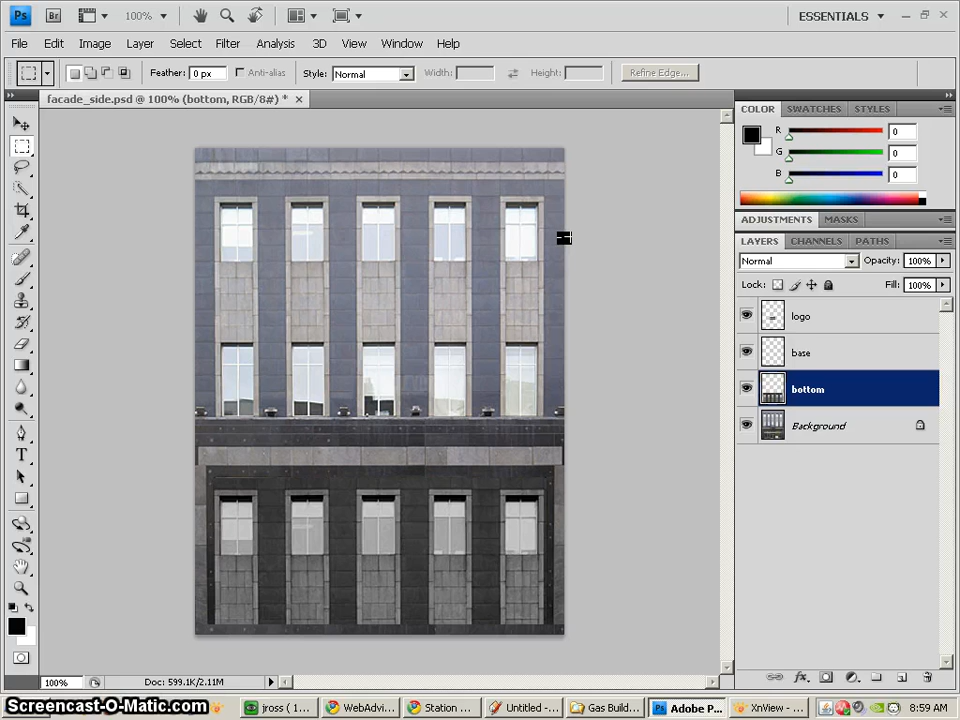 Ps Br 100% ESSENTIALS
File Edit Image Layer Select Filter Analysis 3D View Window Help
Feather: 0 px Anti-alias Style: Normal Width: Height: Refine Edge...
facade_side.psd @ 100% (bottom, RGB/8#) *
COLOR SWATCHES STYLES
R 0
G 0
B 0
ADJUSTMENTS MASKS
LAYERS CHANNELS PATHS
Normal Opacity: 100%
Lock: Fill: 100%
logo
base
bottom
Background
T
fx
100% Doc: 599.1K/2.11M
Screencast-O-Matic.com jross ( 1... WebAdvi... Station ... Untitled -... Gas Build... Ps Adobe P... XnView - ... 8:59 AM